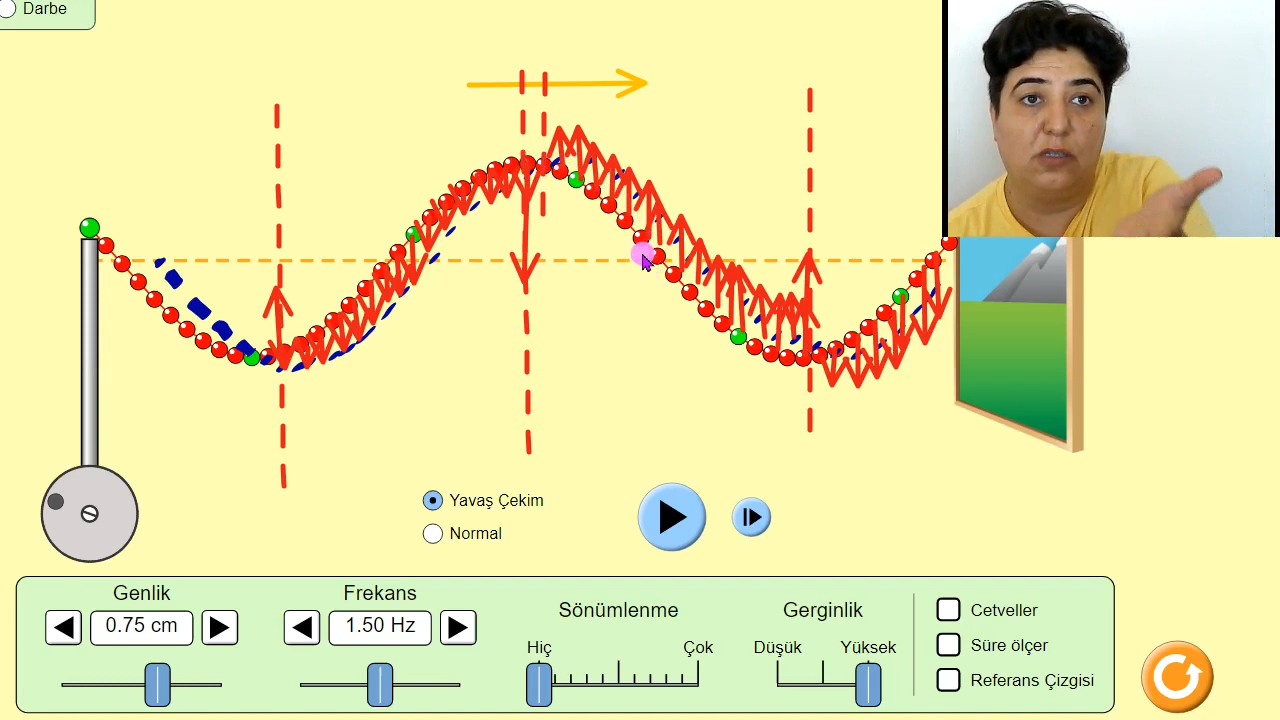 Darbe
Yavaş Çekim
Normal
Genlik
0.75 cm
Frekans
1.50 Hz
Sönümlenme
Hiç
Çok
Gerginlik
Düşük
Yüksek
Cetveller
Süre ölçer
Referans Çizgisi